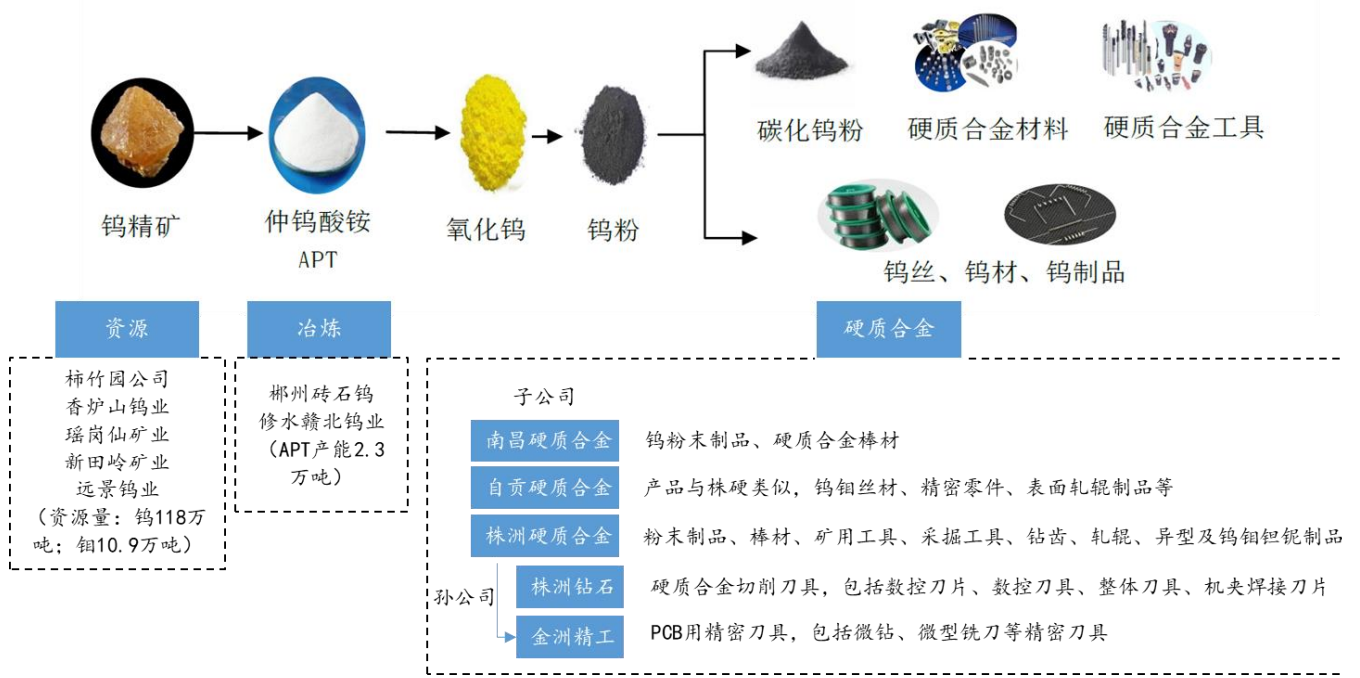 碳化钨粉
硬质合金材料
硬质合金工具
钨精矿
仲钨酸铵
APT
氧化钨
钨粉
钨丝、钨材、钨制品
资源
冶炼
硬质合金
柿竹园公司
香炉山钨业
瑶岗仙矿业
新田岭矿业
远景钨业
(资源量：钨118万
吨；钼10.9万吨)
郴州砖石钨
修水赣北钨业
(APT产能2.3
万吨)
子公司
南昌硬质合金
钨粉末制品、硬质合金棒材
自贡硬质合金
产品与株硬类似，钨钼丝材、精密零件、表面轧辊制品等
株洲硬质合金
粉末制品、棒材、矿用工具、采掘工具、钻齿、轧辊、异型及钨钼钽铌制品
孙公司
株洲钻石
硬质合金切削刀具，包括数控刀片、数控刀具、整体刀具、机夹焊接刀片
金洲精工
PCB用精密刀具，包括微钻、微型铣刀等精密刀具